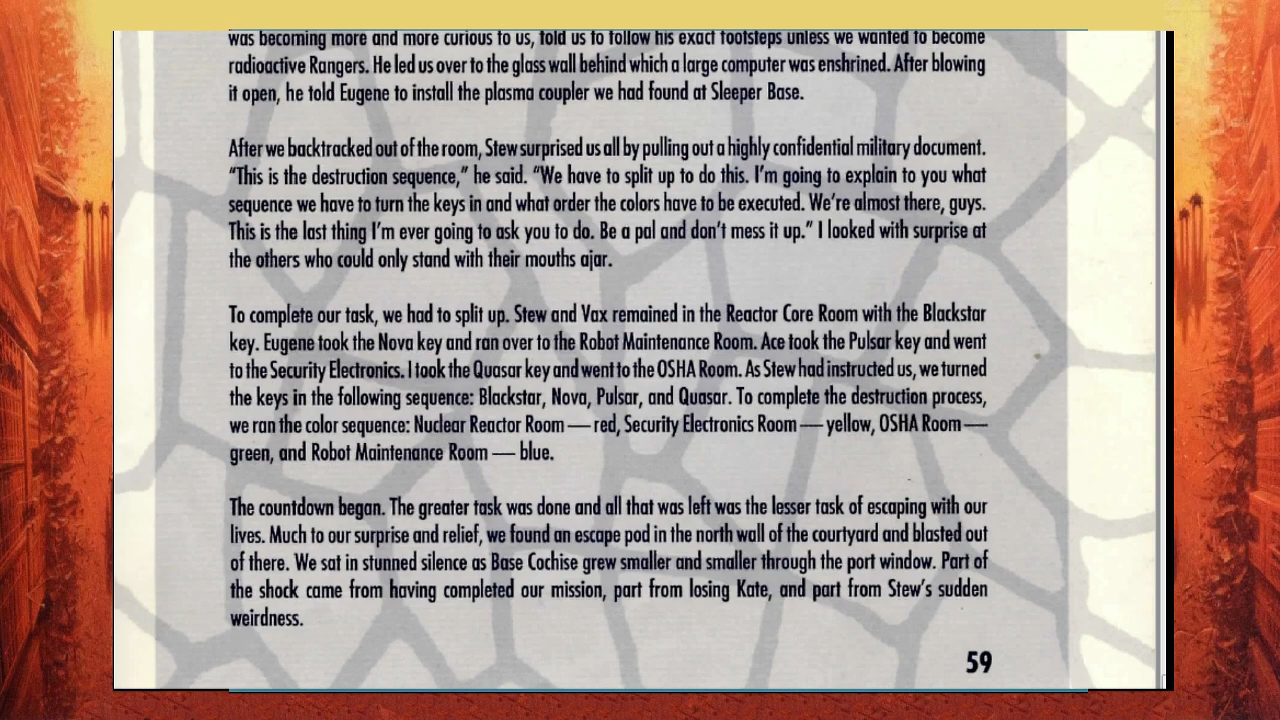 was becoming more and more curious to us, told us to follow his exact footsteps unless we wanted to become
radioactive Rangers. He led us over to the glass wall behind which a large computer was enshrined. After blowing
it open, he told Eugene to install the plasma coupler we had found at Sleeper Base.
After we backtracked out of the room, Stew surprised us all by pulling out a highly confidential military document.
“This is the destruction sequence,” he said. “We have to split up to do this. I’m going to explain to you what
sequence we have to turn the keys in and what order the colors have to be executed. We’re almost there, guys.
This is the last thing I’m ever going to ask you to do. Be a pal and don’t mess it up.” I looked with surprise at
the others who could only stand with their mouths ajar.
To complete our task, we had to split up. Stew and Vax remained in the Reactor Core Room with the Blackstar
key. Eugene took the Nova key and ran over to the Robot Maintenance Room. Ace took the Pulsar key and went
to the Security Electronics. I took the Quasar key and went to the OSHA Room. As Stew had instructed us, we turned
the keys in the following sequence: Blackstar, Nova, Pulsar, and Quasar. To complete the destruction process,
we ran the color sequence: Nuclear Reactor Room — red, Security Electronics Room — yellow, OSHA Room —
green, and Robot Maintenance Room — blue.
The countdown began. The greater task was done and all that was left was the lesser task of escaping with our
lives. Much to our surprise and relief, we found an escape pod in the north wall of the courtyard and blasted out
of there. We sat in stunned silence as Base Cochise grew smaller and smaller through the port window. Part of
the shock came from having completed our mission, part from losing Kate, and part from Stew’s sudden
weirdness.
59